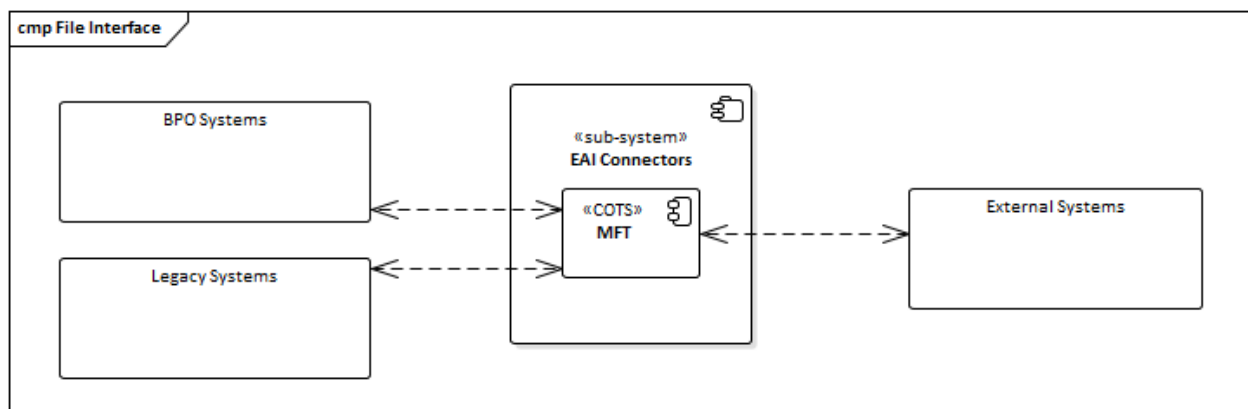 cmp File Interface
BPO Systems
«sub-system»
EAI Connectors
«COTS»
MFT
External Systems
Legacy Systems